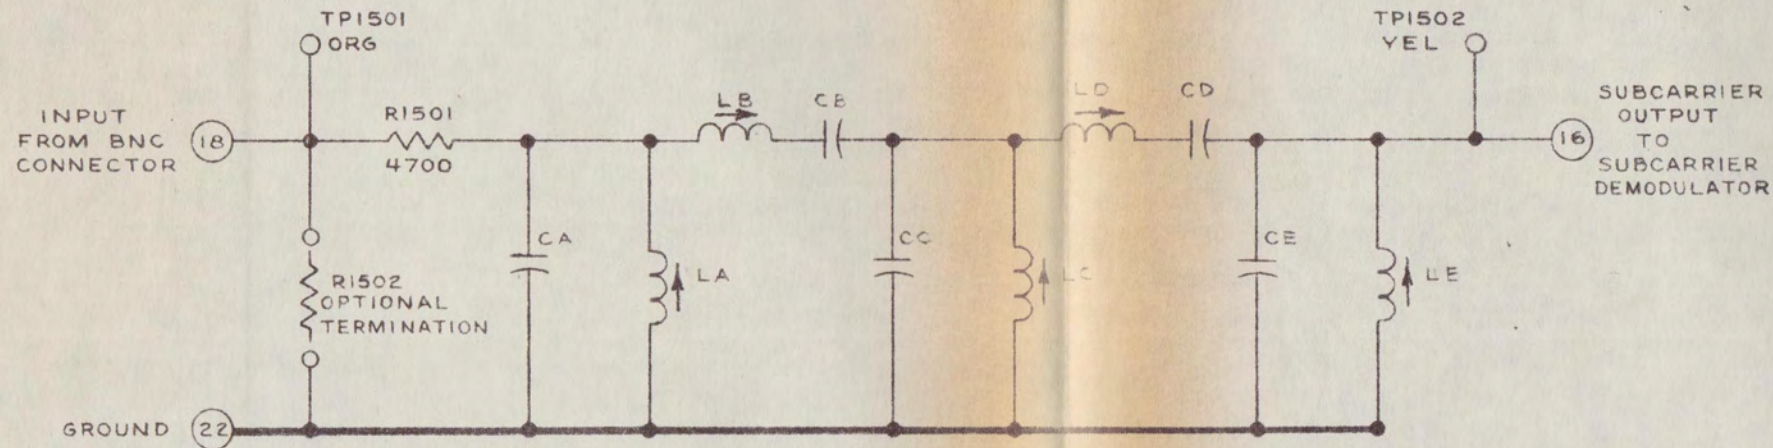 TP1501
ORG
TP1502
YEL
INPUT
FROM BNC
CONNECTOR
18
R1501
4700
LB
CB
LD
CD
16
SUBCARRIER
OUTPUT
TO
SUBCARRIER
DEMODULATOR
R1502
OPTIONAL
TERMINATION
CA
LA
CC
LC
CE
LE
GROUND
22